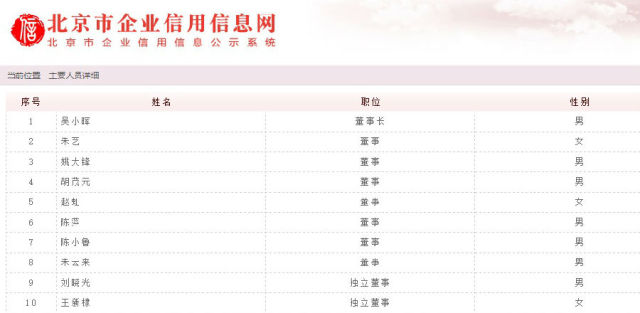 信
北京市企业信用信息网
北京市企业信用信息公示系统
当前位置 主要人员详细
序号 姓名 职位 性别
1 吴小晖 董事长 男
2 朱艺 董事 女
3 姚大锋 董事 男
4 胡茂元 董事 男
5 赵虹 董事 女
6 陈萍 董事 男
7 陈小鲁 董事 男
8 朱云来 董事 男
9 刘晓光 独立董事 男
10 王新棣 独立董事 女